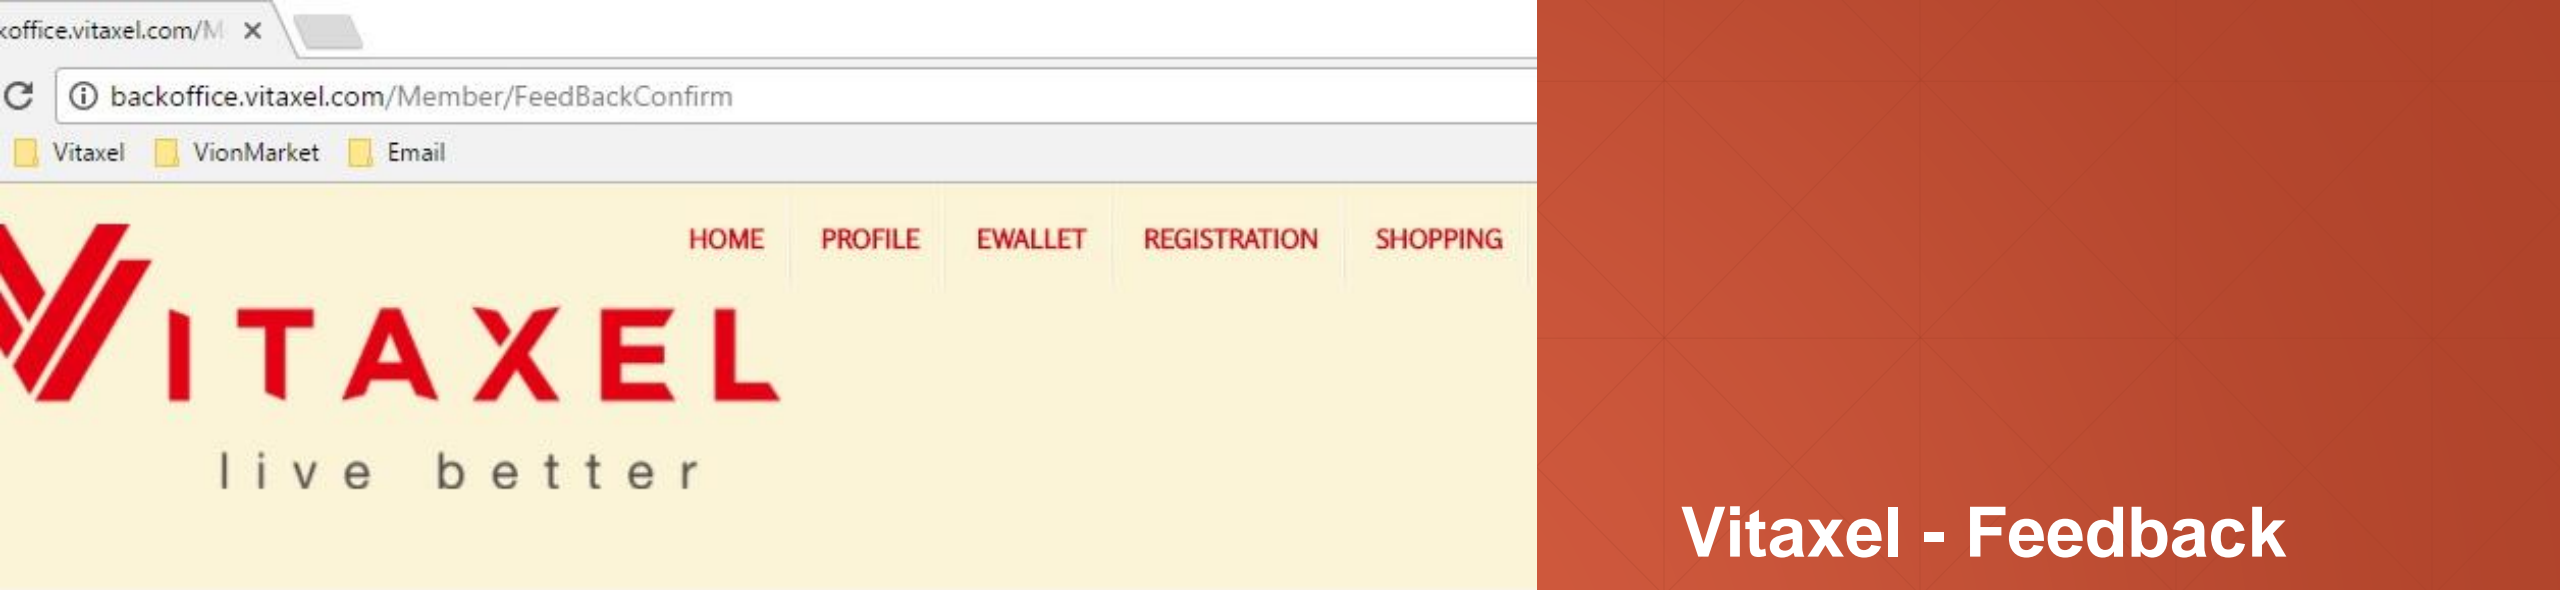 koffice.vitaxel.com/M
backoffice.vitaxel.com/Member/FeedBackConfirm
Vitaxel VionMarket Email
HOME PROFILE EWALLET REGISTRATION SHOPPING
VITAXEL
live better
Vitaxel - Feedback